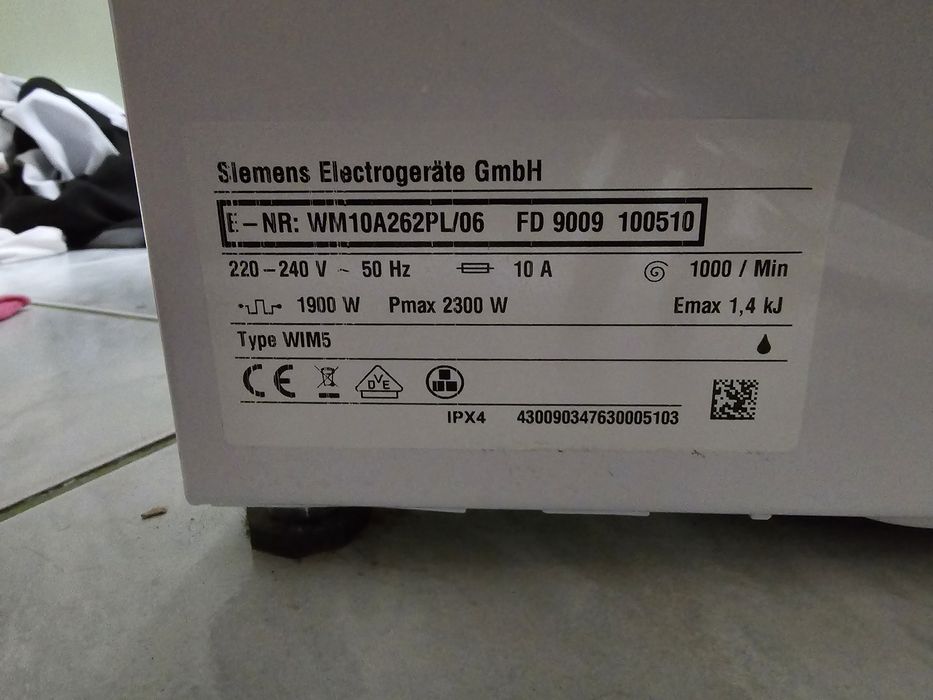 Siemens Electrogeräte GmbH
E-NR: WM10A262PL/06 FD 9009 100510
220-240 V ~ 50 Hz 10 A 1000 / Min
1900 W Pmax 2300 W Emax 1,4 kJ
Type WIM5
CE DVE
IPX4 430090347630005103